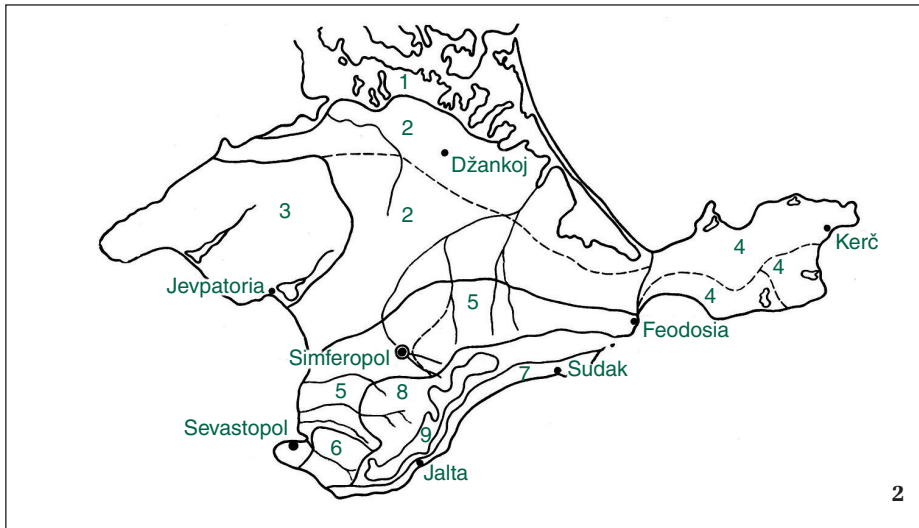 1
2
Džankoj
3
2
4
Kerč
4
Jevpatoria
4
5
Feodosia
Simferopol
7
Sudak
5
8
Sevastopol
9
6
Jalta
2